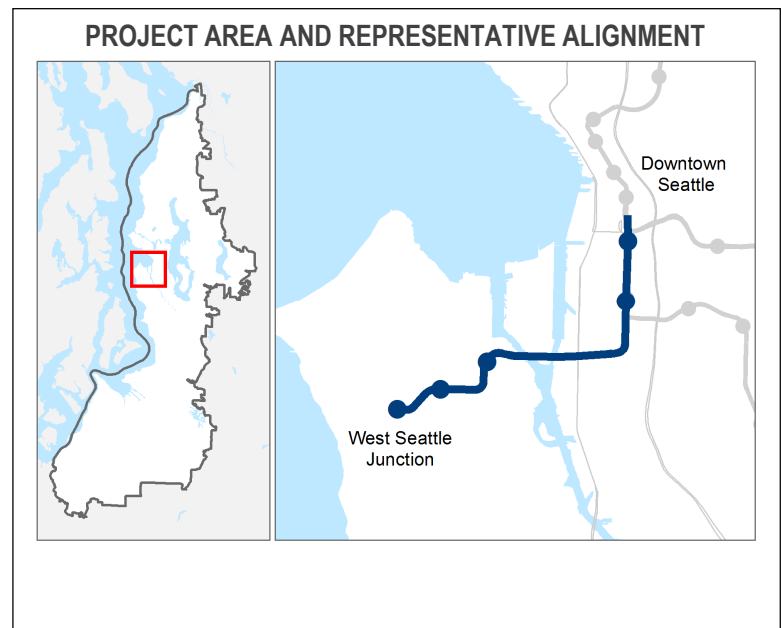 PROJECT AREA AND REPRESENTATIVE ALIGNMENT
Downtown
Seattle
West Seattle
Junction